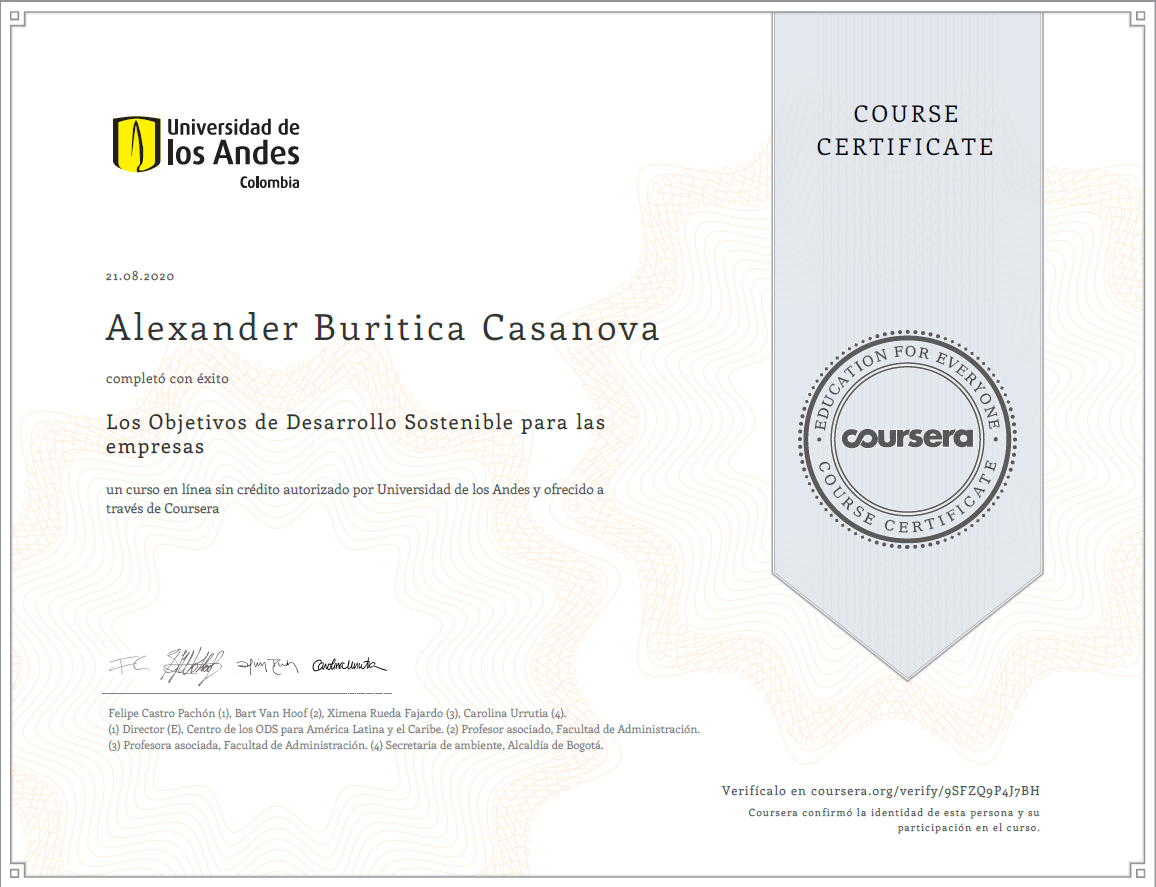 Universidad de
los Andes
Colombia
COURSE
CERTIFICATE
21.08.2020
Alexander Buritica Casanova
completó con éxito
Los Objetivos de Desarrollo Sostenible para las
empresas
un curso en línea sin crédito autorizado por Universidad de los Andes y ofrecido a
través de Coursera
EDUCATION FOR EVERYONE
coursera
COURSE CERTIFICATE
Carolina Urrutia
Felipe Castro Pachón (1), Bart Van Hoof (2), Ximena Rueda Fajardo (3), Carolina Urrutia (4).
(1) Director (E), Centro de los ODS para América Latina y el Caribe. (2) Profesor asociado, Facultad de Administración.
(3) Profesora asociada, Facultad de Administración. (4) Secretaria de ambiente, Alcaldía de Bogotá.
Verifícalo en coursera.org/verify/9SFZQ9P4J7BH
Coursera confirmó la identidad de esta persona y su
participación en el curso.